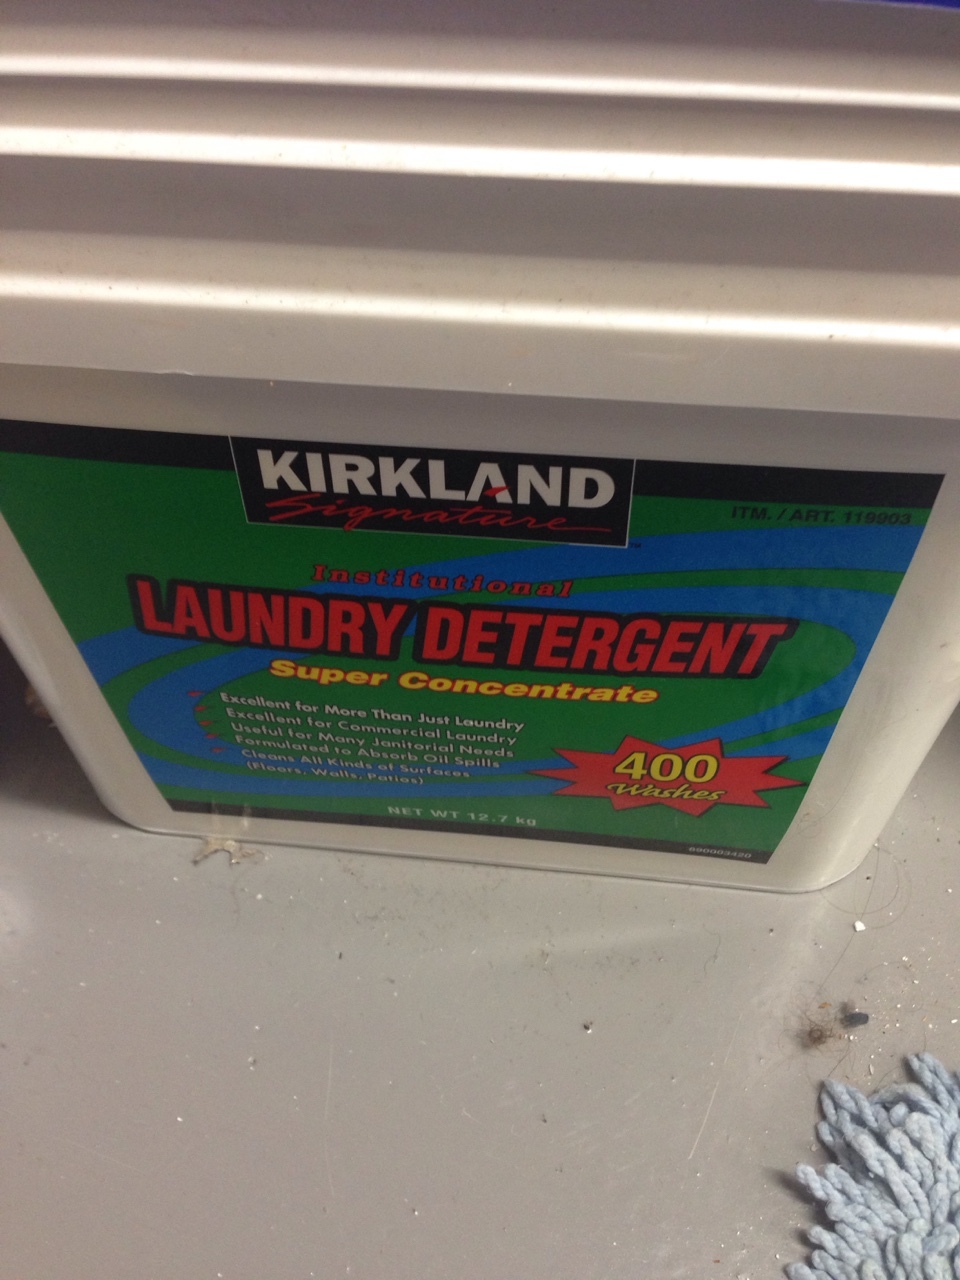 KIRKLAND
Signature™
ITM. / ART. 119903
Institutional
LAUNDRY DETERGENT
Super Concentrate
Excellent for More Than Just Laundry
Excellent for Commercial Laundry
Useful for Many Janitorial Needs
Formulated to Absorb Oil Spills
Cleans All Kinds of Surfaces
(Floors, Walls, Patios)
400
Washes
NET WT 12.7 kg